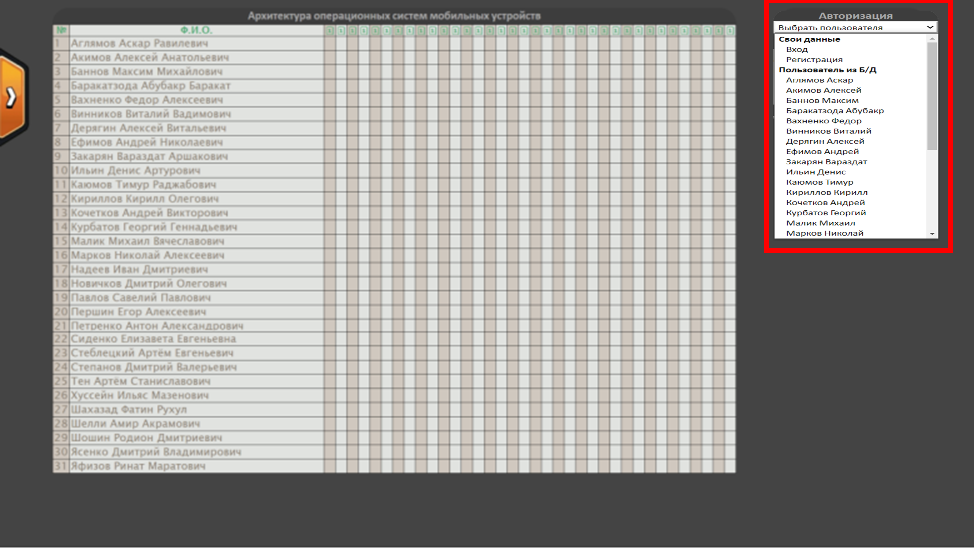 Архитектура операционных систем мобильных устройств
№ Ф.И.О.
1 Аглямов Аскар Равилевич
2 Акимов Алексей Анатольевич
3 Баннов Максим Михайлович
4 Баракатзода Абубакр Баракат
5 Вахненко Федор Алексеевич
6 Винников Виталий Вадимович
7 Дерягин Алексей Витальевич
8 Ефимов Андрей Николаевич
9 Закарян Вараздат Аршакович
10 Ильин Денис Артурович
11 Каюмов Тимур Раджабович
12 Кириллов Кирилл Олегович
13 Кочетков Андрей Викторович
14 Курбатов Георгий Геннадьевич
15 Малик Михаил Вячеславович
16 Марков Николай Алексеевич
17 Надеев Иван Дмитриевич
18 Новичков Дмитрий Олегович
19 Павлов Савелий Павлович
20 Першин Егор Алексеевич
21 Петренко Антон Александрович
22 Сиденко Елизавета Евгеньевна
23 Стеблецкий Артём Евгеньевич
24 Степанов Дмитрий Валерьевич
25 Тен Артём Станиславович
26 Хуссейн Ильяс Мазенович
27 Шахазад Фатин Рухул
28 Шелли Амир Акрамович
29 Шошин Родион Дмитриевич
30 Ясенко Дмитрий Владимирович
31 Яфизов Ринат Маратович
Авторизация
Выбрать пользователя
Свои данные
Вход
Регистрация
Пользователь из Б/Д
Аглямов Аскар
Акимов Алексей
Баннов Максим
Баракатзода Абубакр
Вахненко Федор
Винников Виталий
Дерягин Алексей
Ефимов Андрей
Закарян Вараздат
Ильин Денис
Каюмов Тимур
Кириллов Кирилл
Кочетков Андрей
Курбатов Георгий
Малик Михаил
Марков Николай